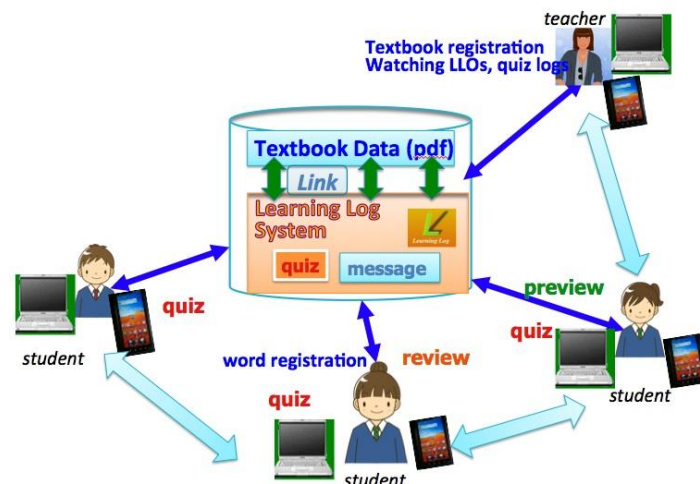 teacher
Textbook registration
Watching LLOs, quiz logs
Textbook Data (pdf)
Link
Learning Log
System
Learning Log
quiz
message
quiz
student
preview
quiz
student
word registration
review
quiz
student